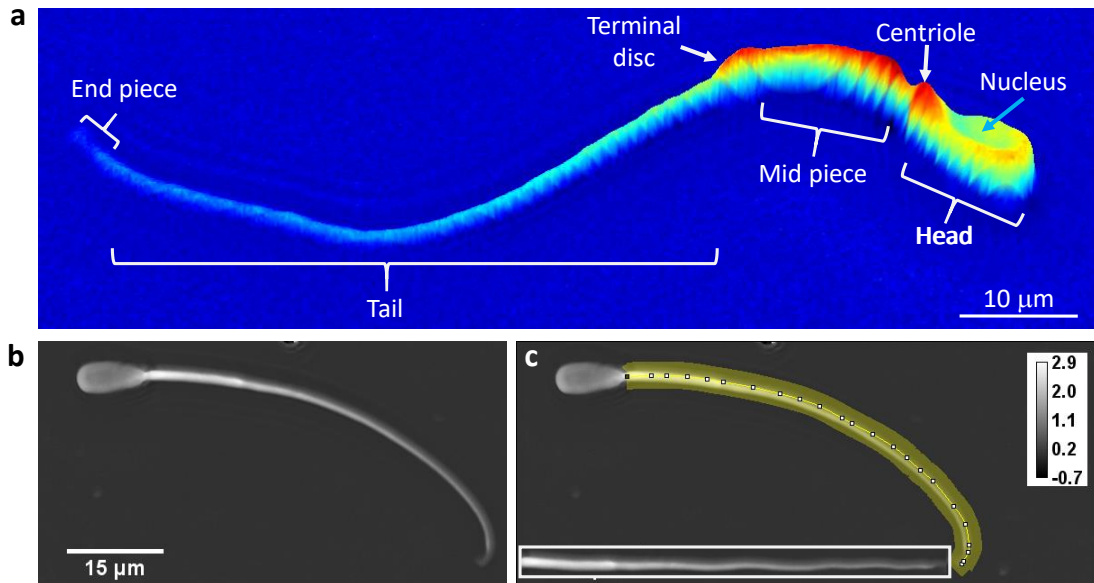 a
Terminal
disc
Centriole
Nucleus
End piece
Mid piece
Head
Tail
10 μm
b
15 µm
c
2.9
2.0
1.1
0.2
-0.7